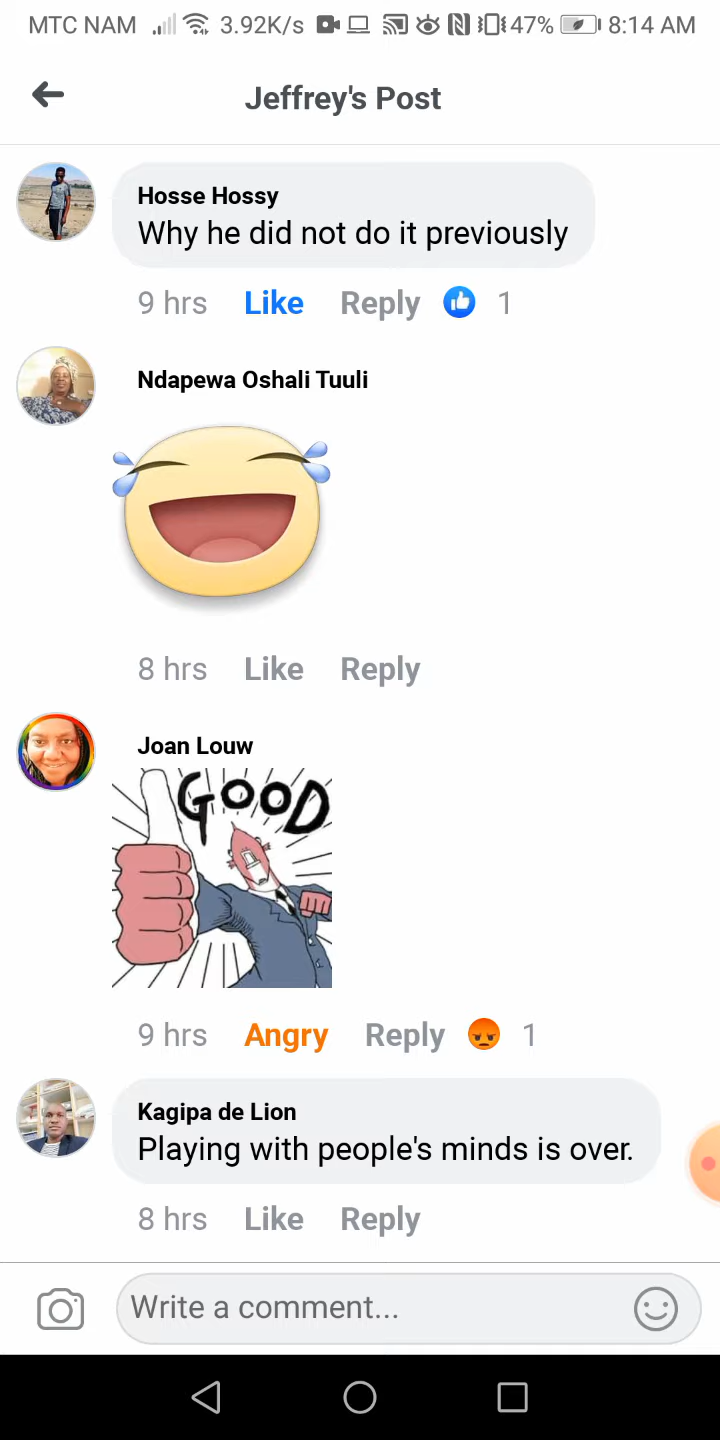 MTC NAM 3.92K/s 47% 8:14 AM
Jeffrey's Post
Hosse Hossy
Why he did not do it previously
9 hrs Like Reply 1
Ndapewa Oshali Tuuli
8 hrs Like Reply
Joan Louw
GOOD
9 hrs Angry Reply 1
Kagipa de Lion
Playing with people's minds is over.
8 hrs Like Reply
Write a comment...